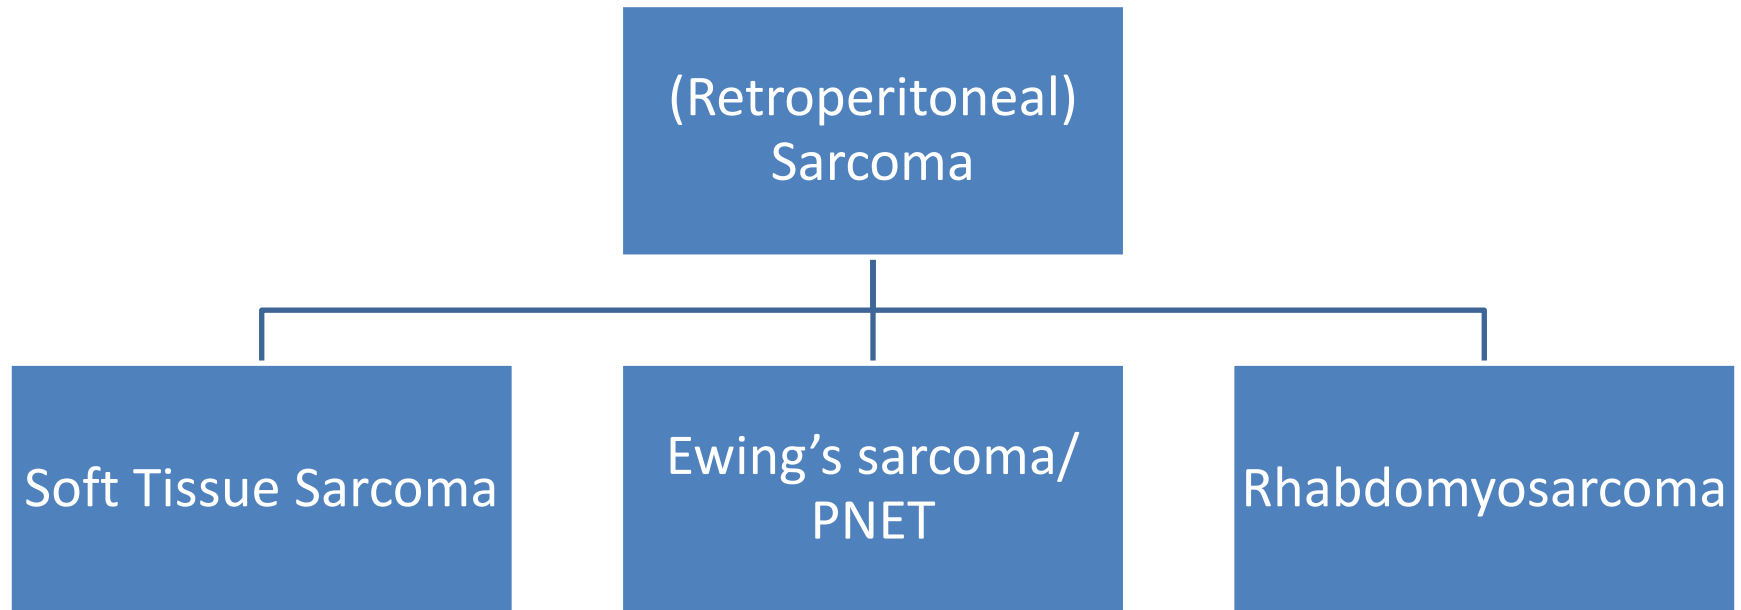 (Retroperitoneal)
Sarcoma
Soft Tissue Sarcoma
Ewing’s sarcoma/
PNET
Rhabdomyosarcoma